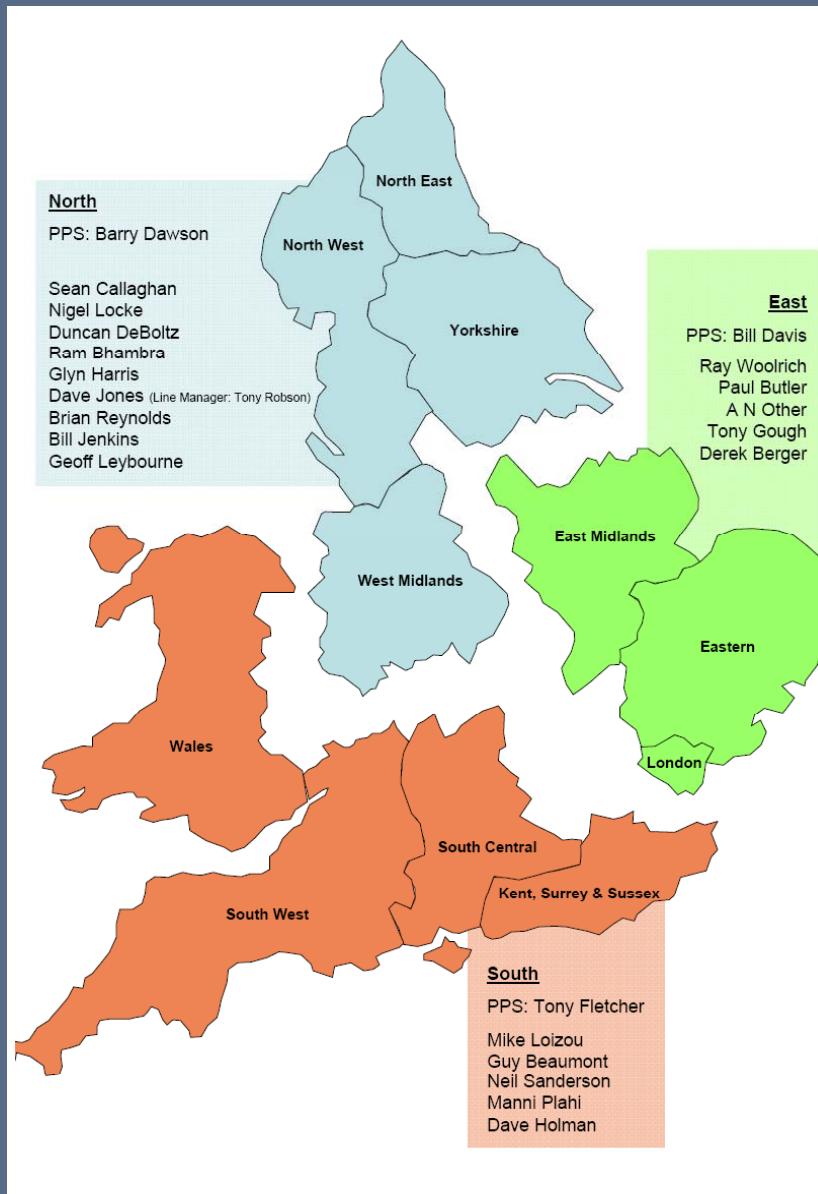 North East
North
PPS: Barry Dawson
North West
Sean Callaghan
Nigel Locke
Duncan DeBoltz
Ram Bhambra
Glyn Harris
Dave Jones (Line Manager: Tony Robson)
Brian Reynolds
Bill Jenkins
Geoff Leybourne
Yorkshire
East
PPS: Bill Davis
Ray Woolrich
Paul Butler
A N Other
Tony Gough
Derek Berger
East Midlands
West Midlands
Eastern
Wales
London
South Central
Kent, Surrey & Sussex
South West
South
PPS: Tony Fletcher
Mike Loizou
Guy Beaumont
Neil Sanderson
Manni Plahi
Dave Holman